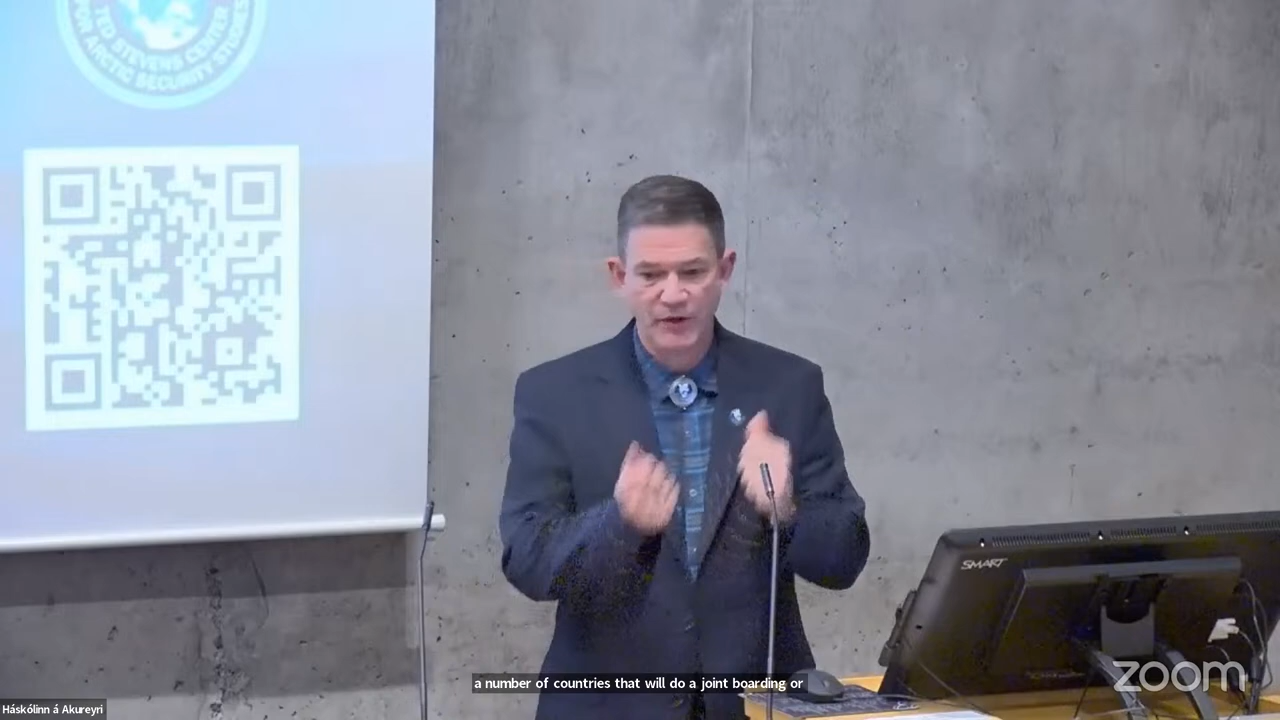 TED STEVENS CENTER
FOR ARCTIC SECURITY STUDIES
SMART
zoom
a number of countries that will do a joint boarding or
Háskólinn á Akureyri